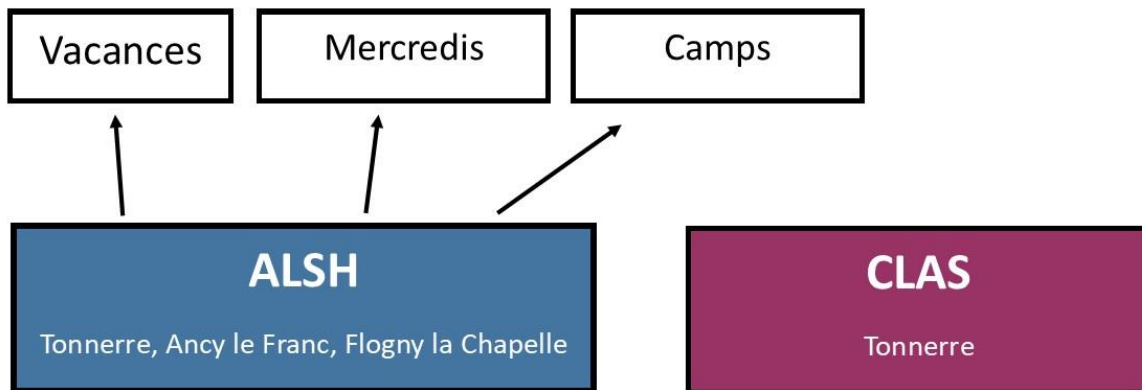 Vacances
Mercredis
Camps
ALSH
Tonnerre, Ancy le Franc, Flogny la Chapelle
CLAS
Tonnerre